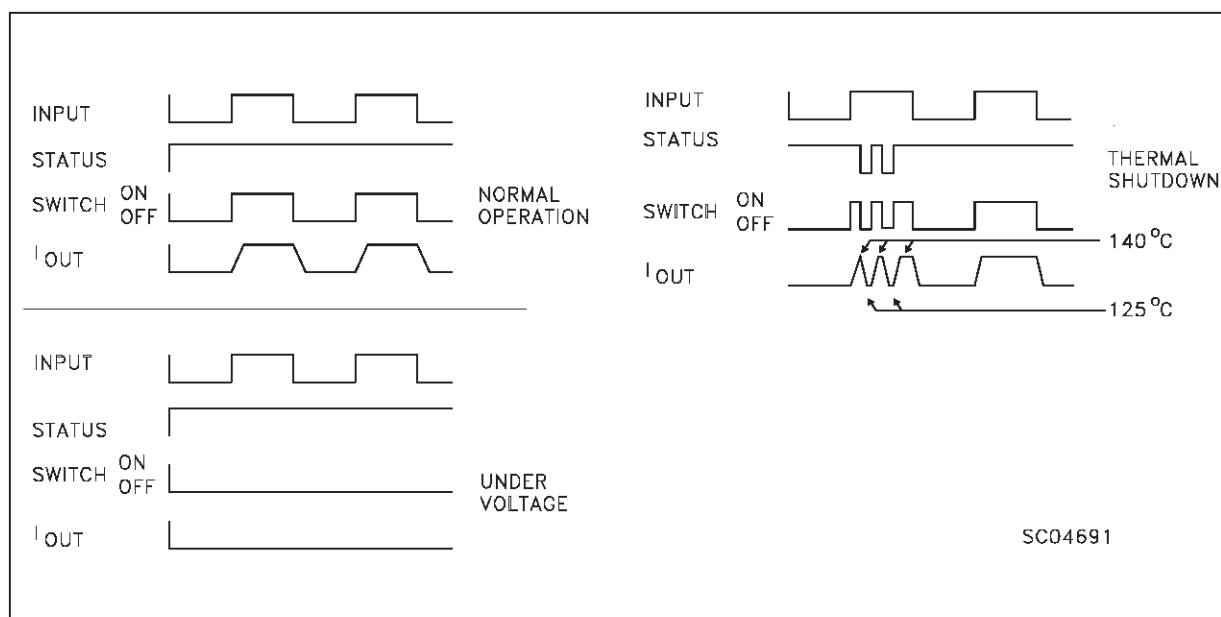 INPUT
STATUS
SWITCH ON
OFF
I OUT
NORMAL
OPERATION
INPUT
STATUS
SWITCH ON
OFF
I OUT
UNDER
VOLTAGE
INPUT
STATUS
SWITCH ON
OFF
I OUT
THERMAL
SHUTDOWN
140 °C
125 °C
SC04691